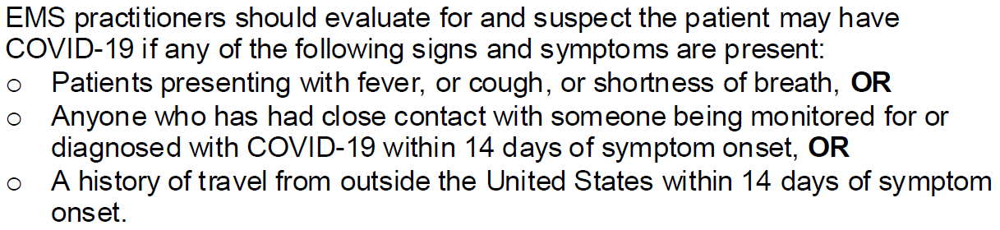 EMS practitioners should evaluate for and suspect the patient may have
COVID-19 if any of the following signs and symptoms are present:
○ Patients presenting with fever, or cough, or shortness of breath, OR
○ Anyone who has had close contact with someone being monitored for or
diagnosed with COVID-19 within 14 days of symptom onset, OR
○ A history of travel from outside the United States within 14 days of symptom
onset.